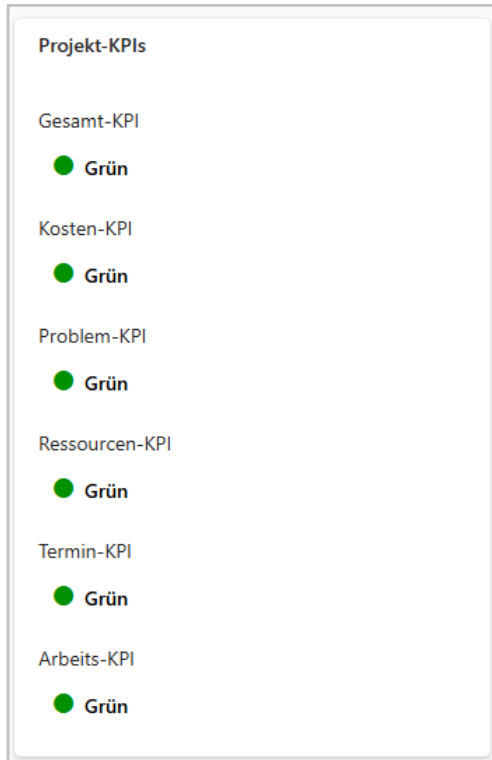 Projekt-KPIs
Gesamt-KPI
Grün
Kosten-KPI
Grün
Problem-KPI
Grün
Ressourcen-KPI
Grün
Termin-KPI
Grün
Arbeits-KPI
Grün